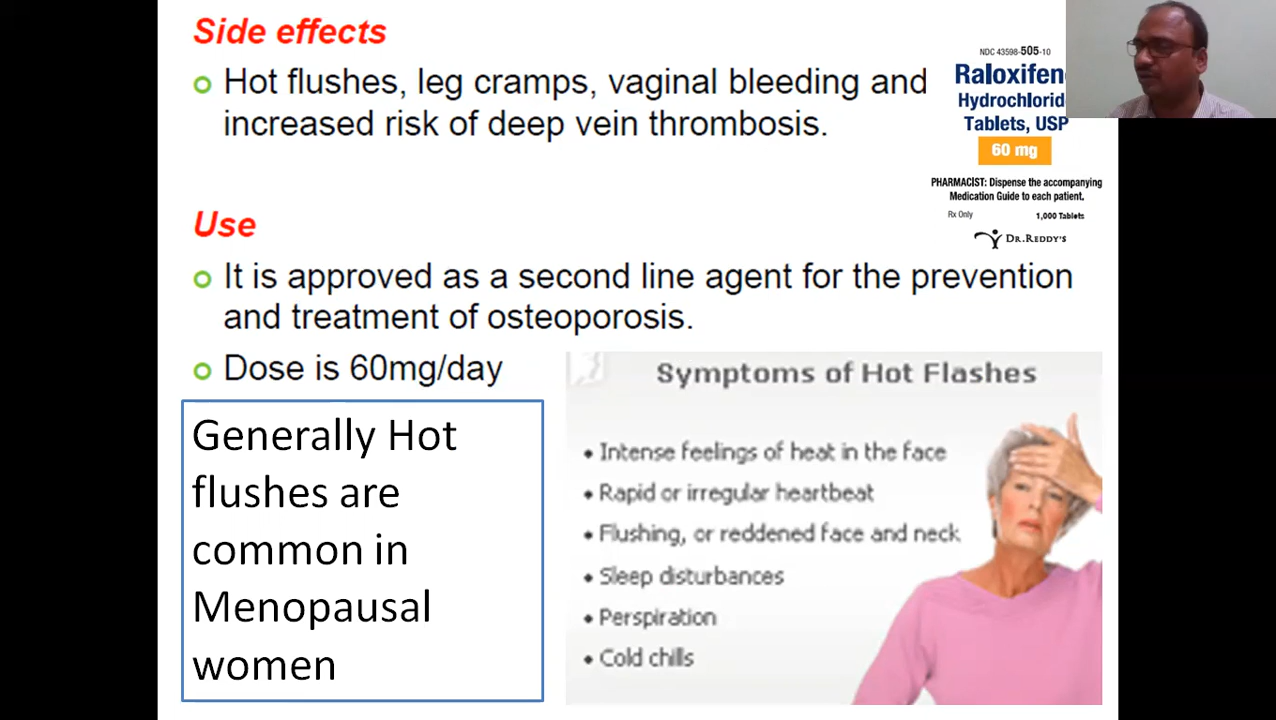 Side effects
Hot flushes, leg cramps, vaginal bleeding and
increased risk of deep vein thrombosis.
NDC 43598-505-10
Raloxifen
Hydrochlorid
Tablets, USP
60 mg
PHARMACIST: Dispense the accompanying
Medication Guide to each patient.
Rx Only
1,000 Tablets
DR.REDDY'S
Use
It is approved as a second line agent for the prevention
and treatment of osteoporosis.
Dose is 60mg/day
Generally Hot
flushes are
common in
Menopausal
women
Symptoms of Hot Flashes
• Intense feelings of heat in the face
• Rapid or irregular heartbeat
• Flushing, or reddened face and neck
• Sleep disturbances
• Perspiration
• Cold chills